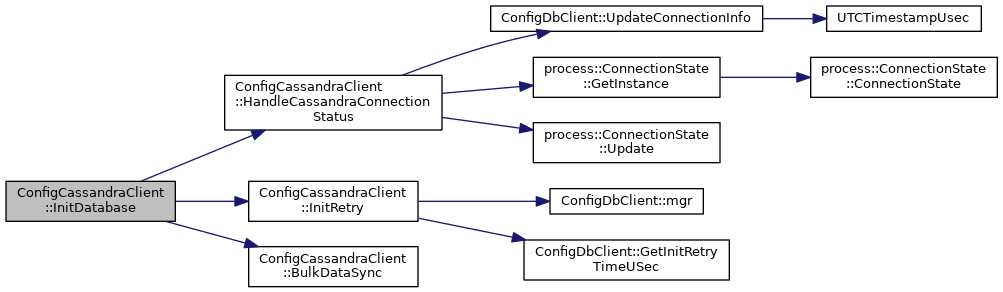 ConfigCassandraClient
::InitDatabase
ConfigCassandraClient
::HandleCassandraConnection
Status
ConfigDbClient::UpdateConnectionInfo
UTCTimestampUsec
process::ConnectionState
::GetInstance
process::ConnectionState
::ConnectionState
process::ConnectionState
::Update
ConfigCassandraClient
::InitRetry
ConfigDbClient::mgr
ConfigDbClient::GetInitRetry
TimeUSec
ConfigCassandraClient
::BulkDataSync